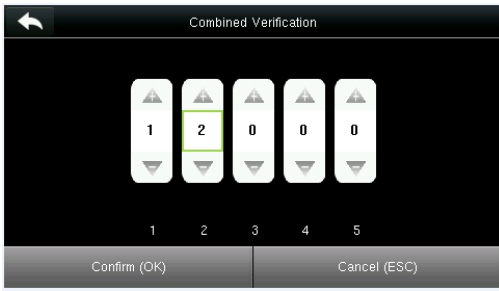 Combined Verification
1 2 0 0 0
1 2 3 4 5
Confirm (OK) Cancel (ESC)